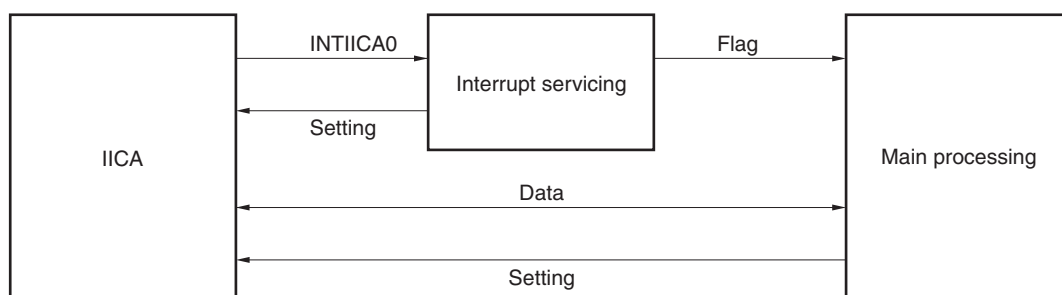 INTIICA0
Flag
Interrupt servicing
Setting
IICA
Main processing
Data
Setting